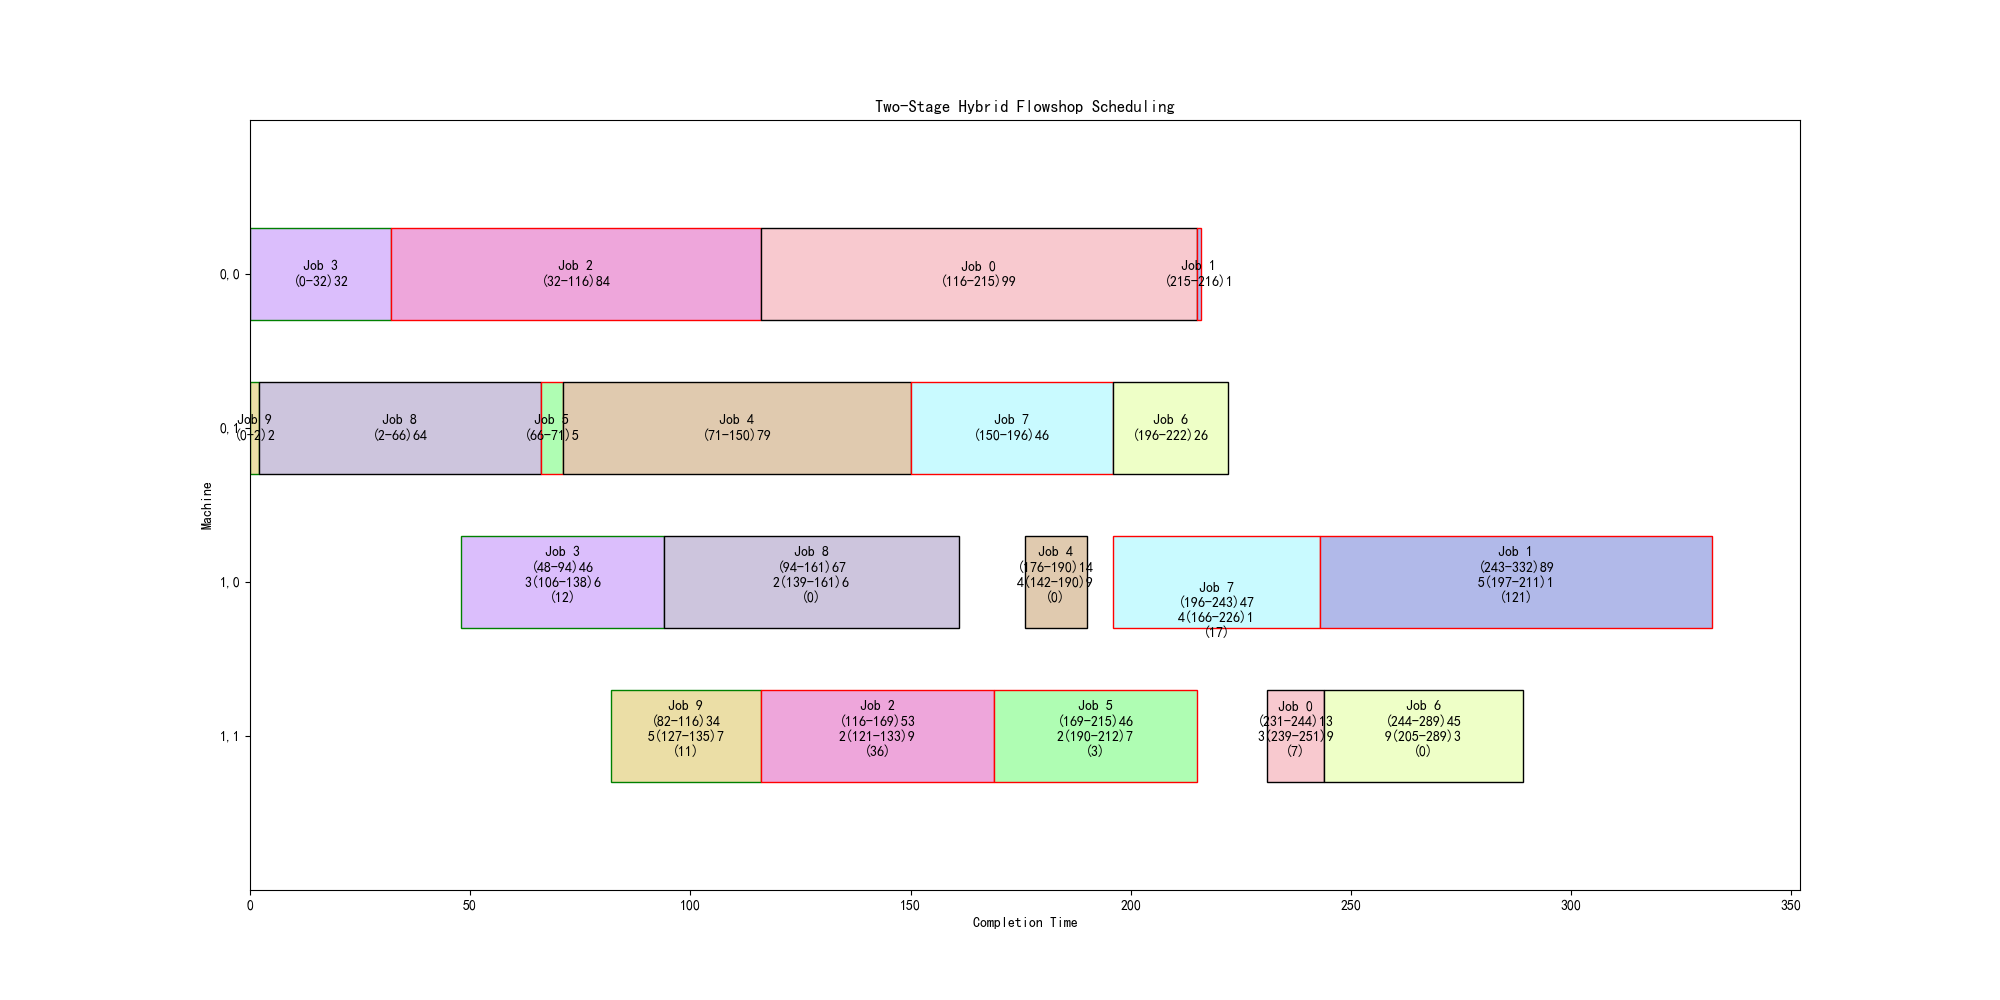 Two-Stage Hybrid Flowshop Scheduling
Machine
0,0
Job 3
(0-32)32
Job 2
(32-116)84
Job 0
(116-215)99
Job 1
(215-216)1
0,1
Job 9
(0-2)2
Job 8
(2-66)64
Job 5
(66-71)5
Job 4
(71-150)79
Job 7
(150-196)46
Job 6
(196-222)26
1,0
Job 3
(48-94)46
3(106-138)6
(12)
Job 8
(94-161)67
2(139-161)6
(0)
Job 4
(176-190)14
4(142-190)9
(0)
Job 7
(196-243)47
4(166-226)1
(17)
Job 1
(243-332)89
5(197-211)1
(121)
1,1
Job 9
(82-116)34
5(127-135)7
(11)
Job 2
(116-169)53
2(121-133)9
(36)
Job 5
(169-215)46
2(190-212)7
(3)
Job 0
(231-244)13
3(239-251)9
(7)
Job 6
(244-289)45
9(205-289)3
(0)
0
50
100
150
200
250
300
350
Completion Time